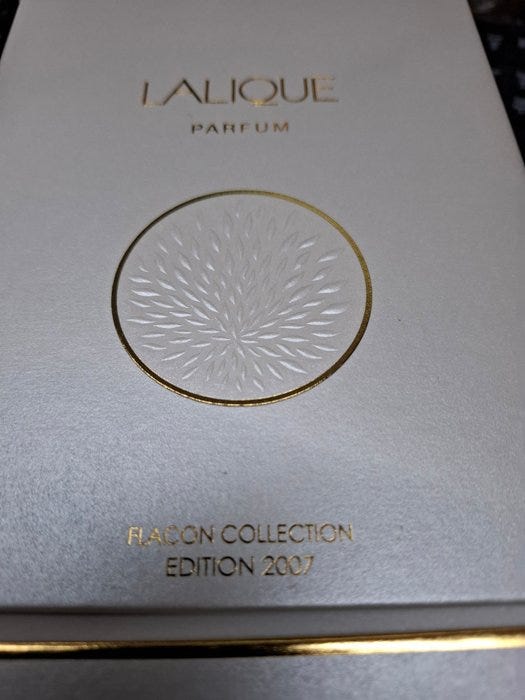 LALIQUE
PARFUM
FLACON COLLECTION
EDITION 2007